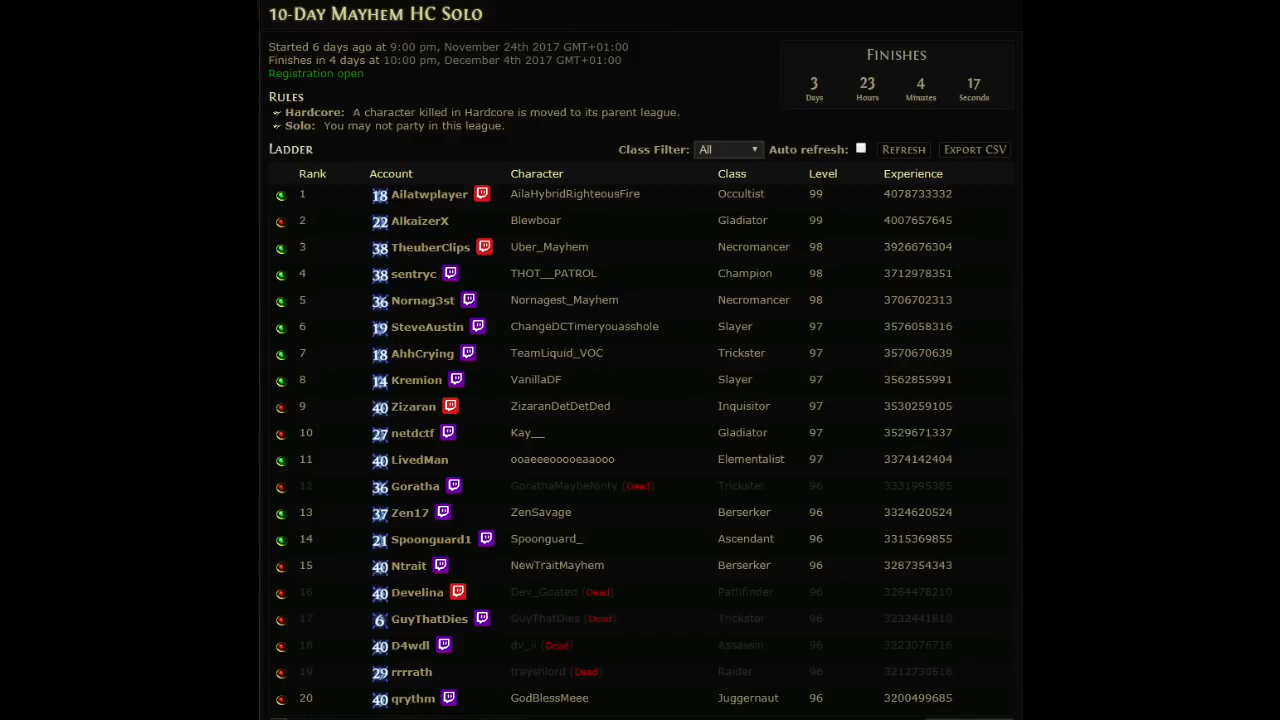 10-Day Mayhem HC Solo
Started 6 days ago at 9:00 pm, November 24th 2017 GMT+01:00
Finishes in 4 days at 10:00 pm, December 4th 2017 GMT+01:00
Registration open
Finishes
3 23 4 17
Days Hours Minutes Seconds
Rules
Hardcore: A character killed in Hardcore is moved to its parent league.
Solo: You may not party in this league.
Ladder Class Filter: All Auto refresh: Refresh Export CSV
Rank Account Character Class Level Experience
1 18 Ailatwplayer AilaHybridRighteousFire Occultist 99 4078733332
2 22 AlkaizerX Blewboar Gladiator 99 4007657645
3 38 TheuberClips Uber_Mayhem Necromancer 98 3926676304
4 38 sentryc THOT__PATROL Champion 98 3712978351
5 36 Nornag3st Nornagest_Mayhem Necromancer 98 3706702313
6 19 SteveAustin ChangeDCTimeryouasshole Slayer 97 3576058316
7 18 AhhCrying TeamLiquid_VOC Trickster 97 3570670639
8 14 Kremion VanillaDF Slayer 97 3562855991
9 40 Zizaran ZizaranDetDetDed Inquisitor 97 3530259105
10 27 netdctf Kay__ Gladiator 97 3529671337
11 40 LivedMan ooaeeeooooeaaooo Elementalist 97 3374142404
12 36 Goratha GorathaMaybeNinty (Dead) Trickster 96 3331995385
13 37 Zen17 ZenSavage Berserker 96 3324620524
14 21 Spoonguard1 Spoonguard_ Ascendant 96 3315369855
15 40 Ntrait NewTraitMayhem Berserker 96 3287354343
16 40 Develina Dev_Goated (Dead) Pathfinder 96 3284478210
17 6 GuyThatDies GuyThatDies (Dead) Trickster 96 3232441810
18 40 D4wdl dv_ii (Dead) Assassin 96 3223076716
19 29 rrrrath trayshlord (Dead) Raider 96 3212730516
20 40 qrythm GodBlessMeee Juggernaut 96 3200499685